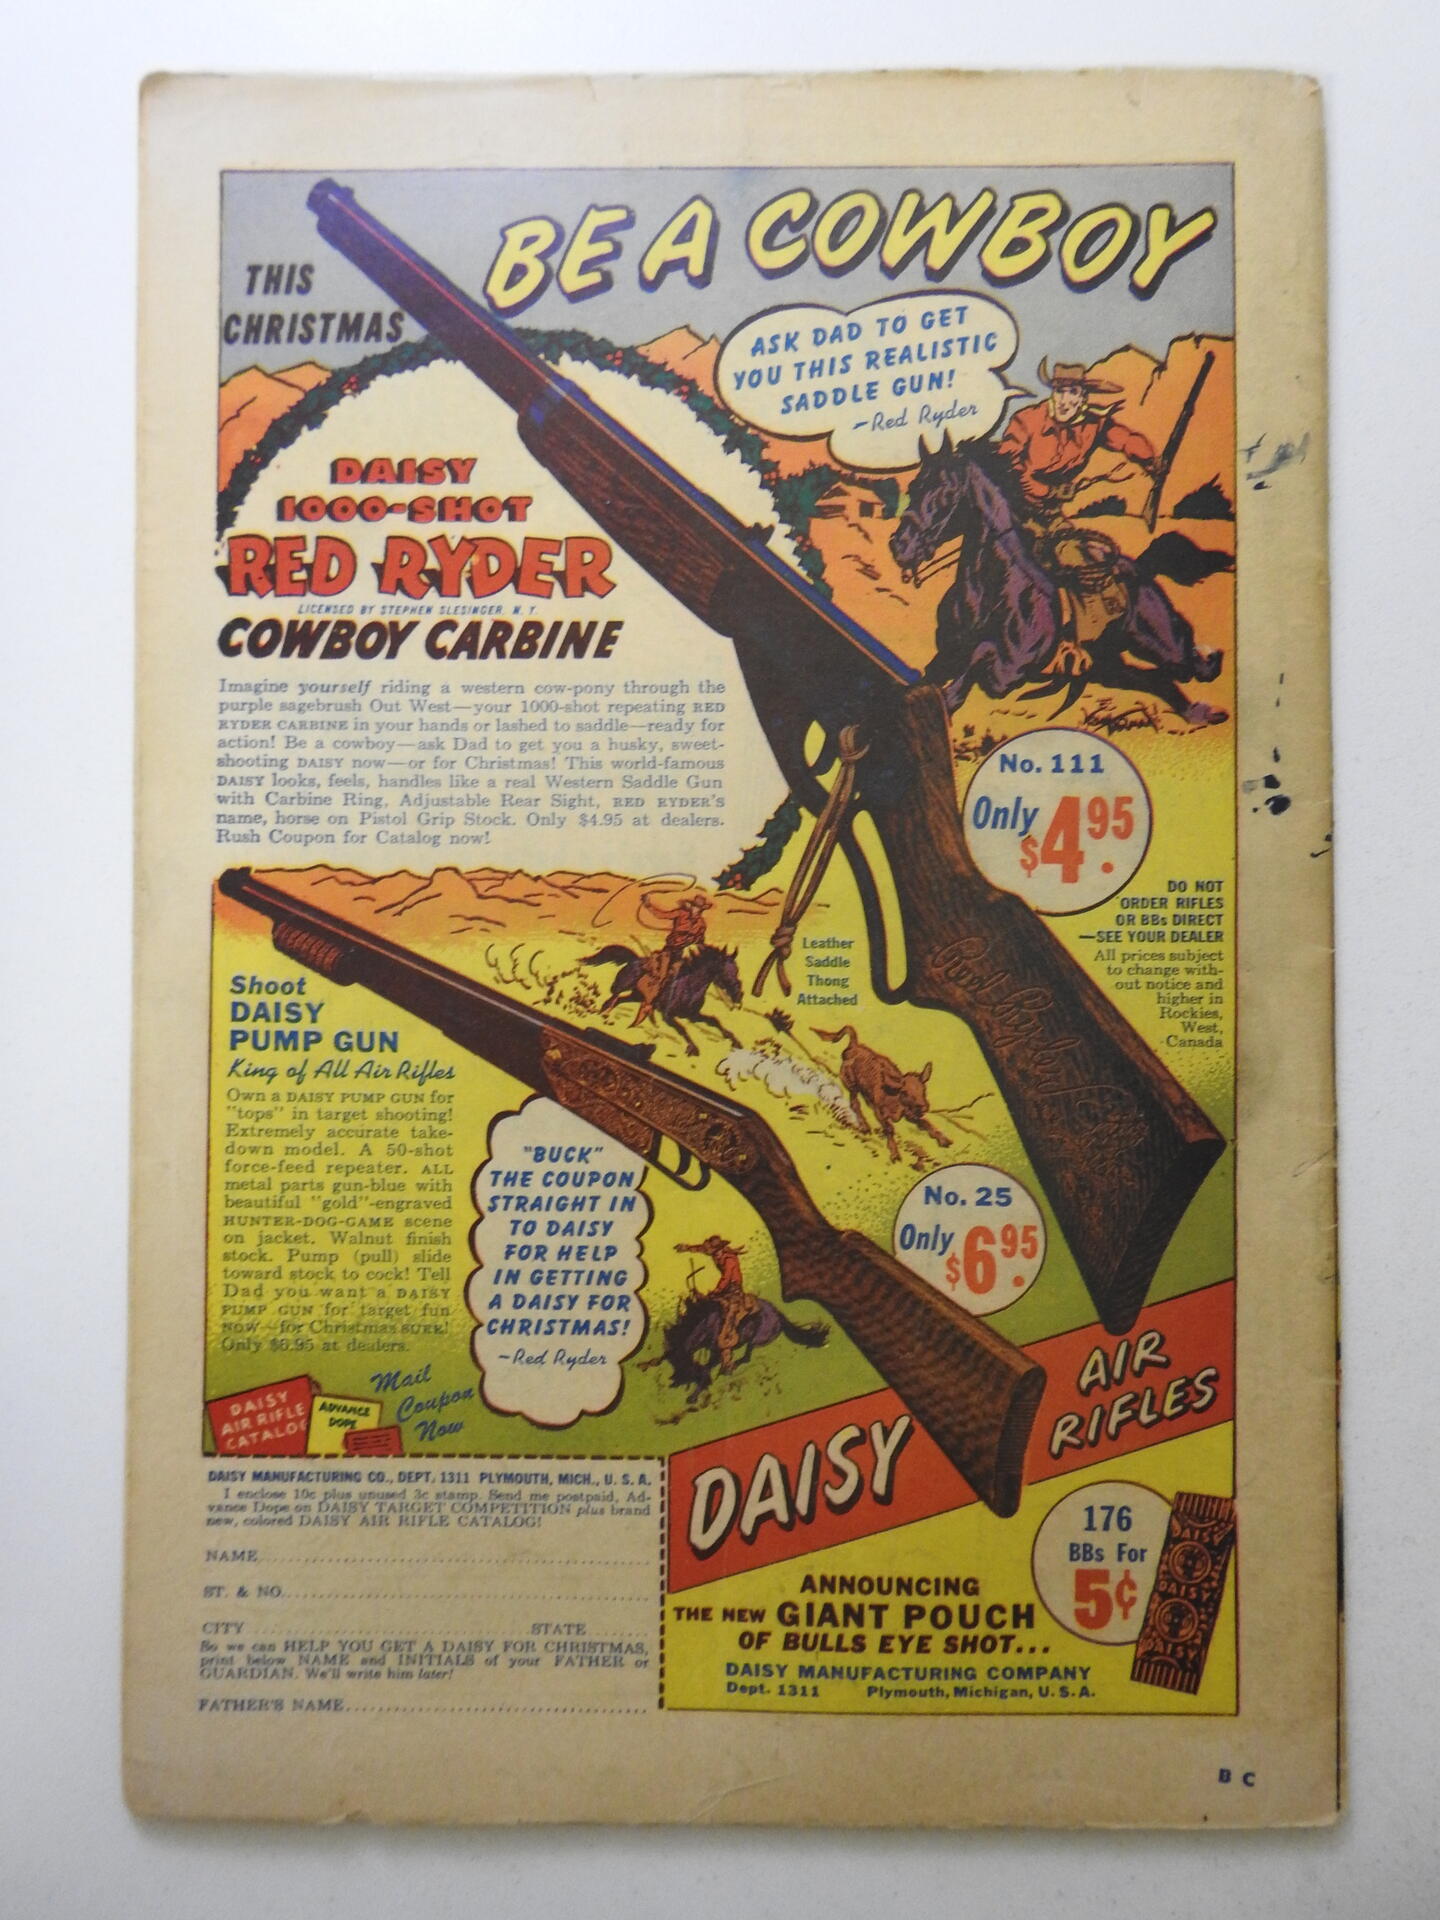 THIS
CHRISTMAS
BE A COWBOY
ASK DAD TO GET
YOU THIS REALISTIC
SADDLE GUN!
-Red Ryder
DAISY
1000-SHOT
RED RYDER
LICENSED BY STEPHEN SLESINGER, N. Y.
COWBOY CARBINE
Imagine yourself riding a western cow-pony through the
purple sagebrush Out West—your 1000-shot repeating RED
RYDER CARBINE in your hands or lashed to saddle—ready for
action! Be a cowboy—ask Dad to get you a husky, sweet-
shooting DAISY now—or for Christmas! This world-famous
DAISY looks, feels, handles like a real Western Saddle Gun
with Carbine Ring, Adjustable Rear Sight, RED RYDER'S
name, horse on Pistol Grip Stock. Only $4.95 at dealers.
Rush Coupon for Catalog now!
No. 111
Only
$4.95
DO NOT
ORDER RIFLES
OR BBs DIRECT
—SEE YOUR DEALER
All prices subject
to change with-
out notice and
higher in
Rockies,
West,
Canada
Leather
Saddle
Thong
Attached
Red Ryder
Shoot
DAISY
PUMP GUN
King of All Air Rifles
Own a DAISY PUMP GUN for
"tops" in target shooting!
Extremely accurate take-
down model. A 50-shot
force-feed repeater. ALL
metal parts gun-blue with
beautiful "gold"-engraved
HUNTER-DOG-GAME scene
on jacket. Walnut finish
stock. Pump (pull) slide
toward stock to cock! Tell
Dad you want a DAISY
PUMP GUN for target fun
NOW—for Christmas SURE!
Only $6.95 at dealers.
"BUCK"
THE COUPON
STRAIGHT IN
TO DAISY
FOR HELP
IN GETTING
A DAISY FOR
CHRISTMAS!
-Red Ryder
No. 25
Only
$6.95
DAISY
AIR RIFLE
CATALOG
ADVANCE
DOPE
Mail
Coupon
Now
DAISY AIR
RIFLES
DAISY MANUFACTURING CO., DEPT. 1311 PLYMOUTH, MICH., U. S. A.
I enclose 10c plus unused 3c stamp. Send me postpaid, Ad-
vance Dope on DAISY TARGET COMPETITION plus brand
new, colored DAISY AIR RIFLE CATALOG!
NAME
ST. & NO.
CITY STATE
So we can HELP YOU GET A DAISY FOR CHRISTMAS,
print below NAME and INITIALS of your FATHER or
GUARDIAN. We'll write him later!
FATHER'S NAME
176
BBs For
5¢
DAISY
DAISY
DAISY
ANNOUNCING
THE NEW GIANT POUCH
OF BULLS EYE SHOT...
DAISY MANUFACTURING COMPANY
Dept. 1311 Plymouth, Michigan, U. S. A.
B C